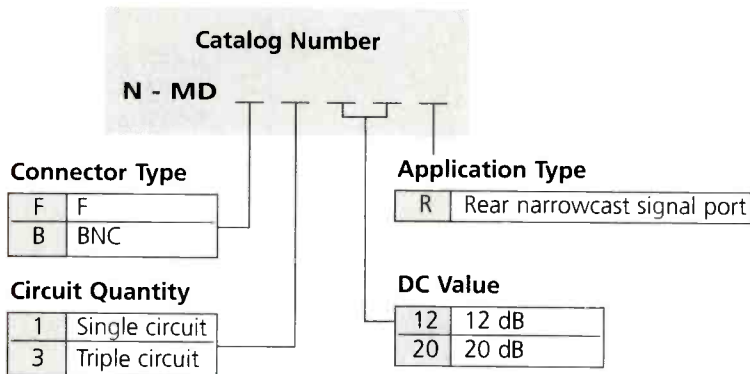 Catalog Number
N - MD _ _ _ _ _
Connector Type
F F
B BNC
Circuit Quantity
1 Single circuit
3 Triple circuit
Application Type
R Rear narrowcast signal port
DC Value
12 12 dB
20 20 dB